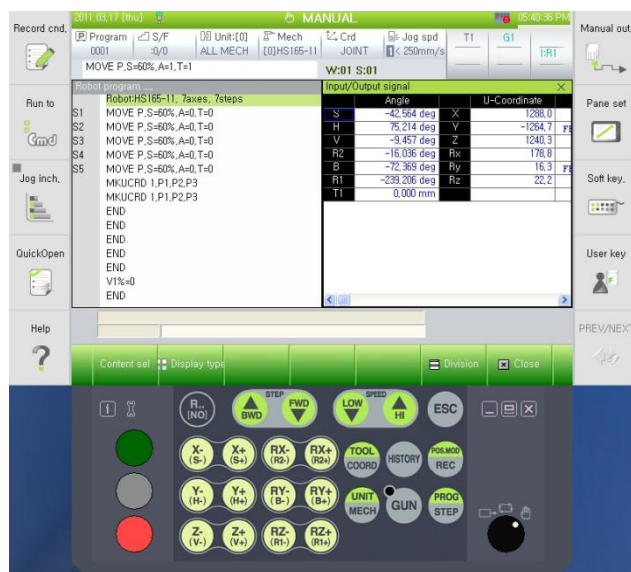 Record cnd,
2011,03,17 (thu)
MANUAL
05:40:36 PM
Manual out
Program
0001
S/F
:0/0
Unit:[0]
ALL MECH
Mech
[0]HS165-11
Crd
JOINT
Jog spd
< 250mm/s
T1
G1
1:R1
MOVE P,S=60%,A=1,T=1
W:01 S:01
Robot program
Input/Output signal
Robot:HS165-11, 7axes, 7steps
S1 MOVE P,S=60%,A=0,T=0
S2 MOVE P,S=60%,A=0,T=0
S3 MOVE P,S=60%,A=0,T=0
S4 MOVE P,S=60%,A=0,T=0
S5 MOVE P,S=60%,A=0,T=0
MKUCRD 1,P1,P2,P3
MKUCRD 1,P1,P2,P3
END
END
END
END
END
V1%=0
END
Angle U-Coordinate
S -42,564 deg X 1288,0
H 75,214 deg Y -1264,7
V -9,457 deg Z 1240,3
R2 -16,036 deg Rx 178,8
B -72,369 deg Ry 16,3
R1 -239,206 deg Rz 22,2
T1 0,000 mm
Run to
Cmd
Jog inch,
QuickOpen
Help
?
Pane set
Soft key,
User key
F
PREV/NEXT
Content sel
Display type
Division
Close
i
R..
[NO]
STEP
BWD
FWD
SPEED
LOW
HI
ESC
X-
(S-)
X+
(S+)
RX-
(R2-)
RX+
(R2+)
TOOL
COORD
HISTORY
POS.MOD
REC
Y-
(H-)
Y+
(H+)
RY-
(B-)
RY+
(B+)
UNIT
MECH
GUN
PROG
STEP
Z-
(V-)
Z+
(V+)
RZ-
(R1-)
RZ+
(R1+)